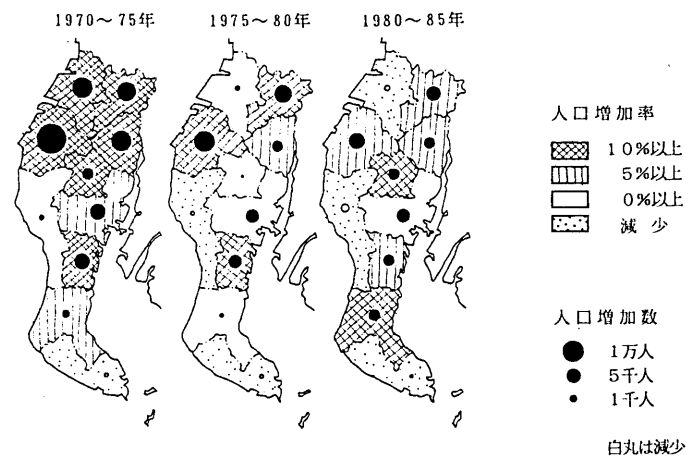 1970～75年
1975～80年
1980～85年
人口増加率
10%以上
5%以上
0%以上
減少
人口増加数
1万人
5千人
1千人
白丸は減少